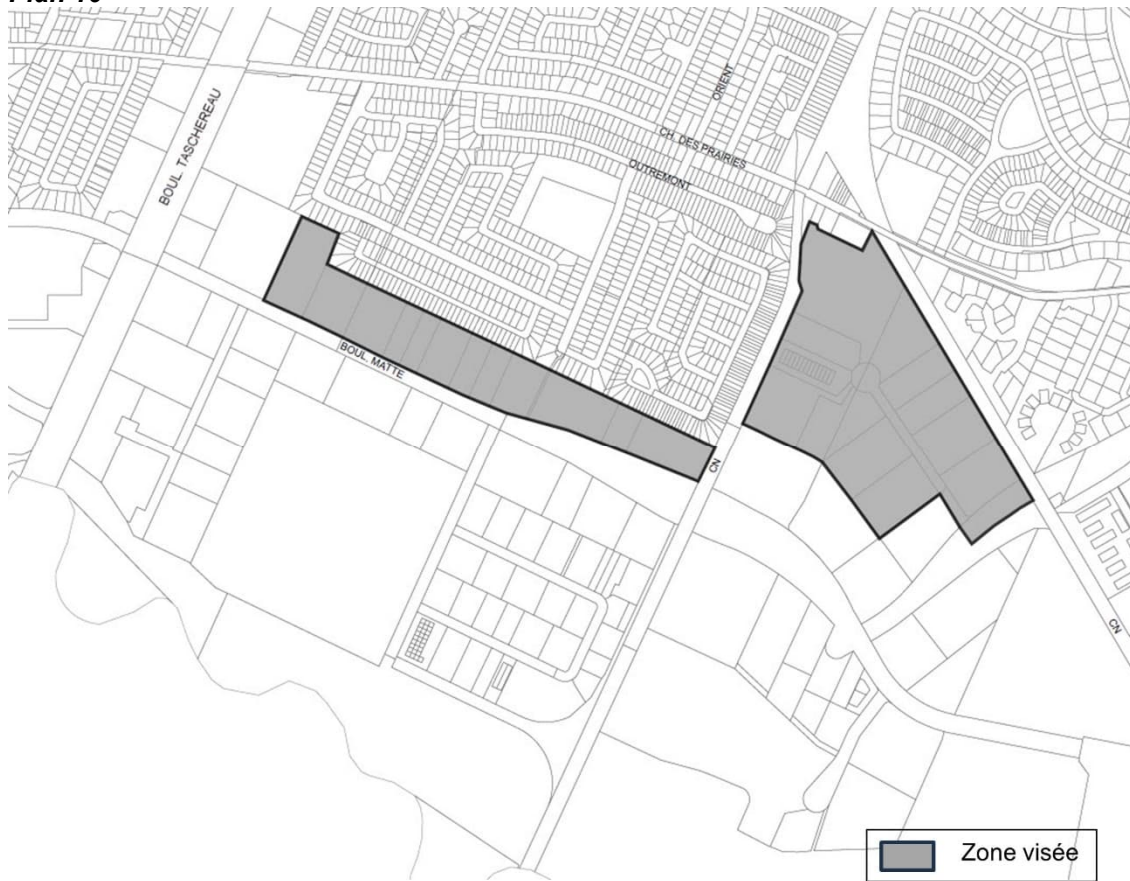 BOUL TASCHEREAU
ORIENT
CH. DES PRAIRIES
OUTREMONT
BOUL. MATTE
CN
CN
Zone visée